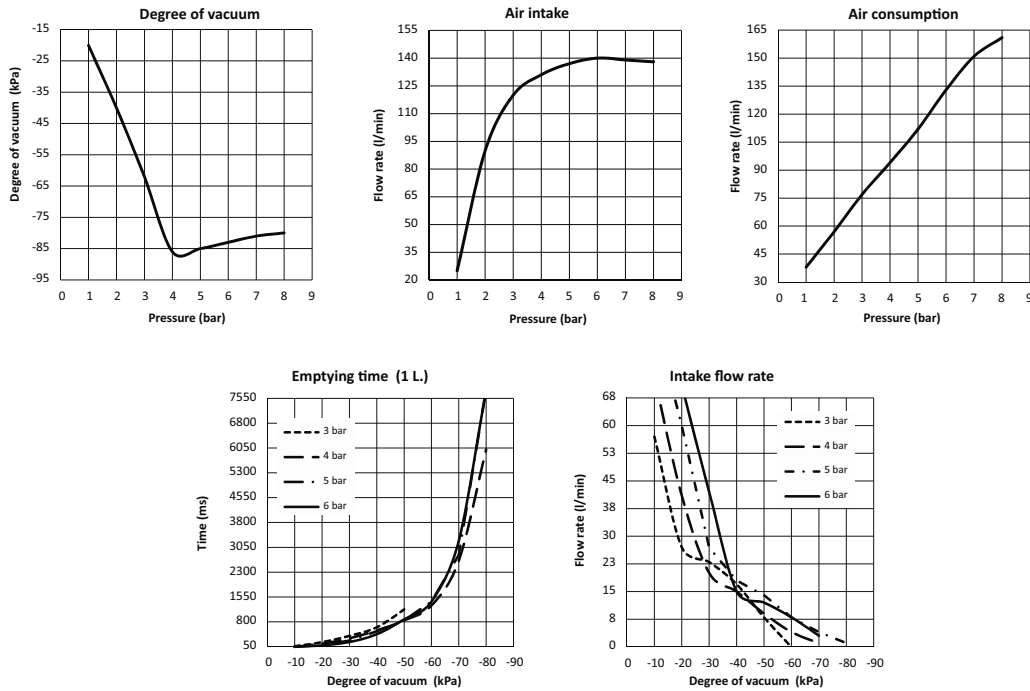 Degree of vacuum
Degree of vacuum (kPa)
-15
-25
-35
-45
-55
-65
-75
-85
-95
0 1 2 3 4 5 6 7 8 9
Pressure (bar)
Air intake
Flow rate (l/min)
155
140
125
110
95
80
65
50
35
20
0 1 2 3 4 5 6 7 8 9
Pressure (bar)
Air consumption
Flow rate (l/min)
165
150
135
120
105
90
75
60
45
30
0 1 2 3 4 5 6 7 8 9
Pressure (bar)
Emptying time (1 L.)
Time (ms)
7550
6800
6050
5300
4550
3800
3050
2300
1550
800
50
3 bar
4 bar
5 bar
6 bar
0 -10 -20 -30 -40 -50 -60 -70 -80 -90
Degree of vacuum (kPa)
Intake flow rate
Flow rate (l/min)
68
60
53
45
38
30
23
15
8
0
3 bar
4 bar
5 bar
6 bar
0 -10 -20 -30 -40 -50 -60 -70 -80 -90
Degree of vacuum (kPa)